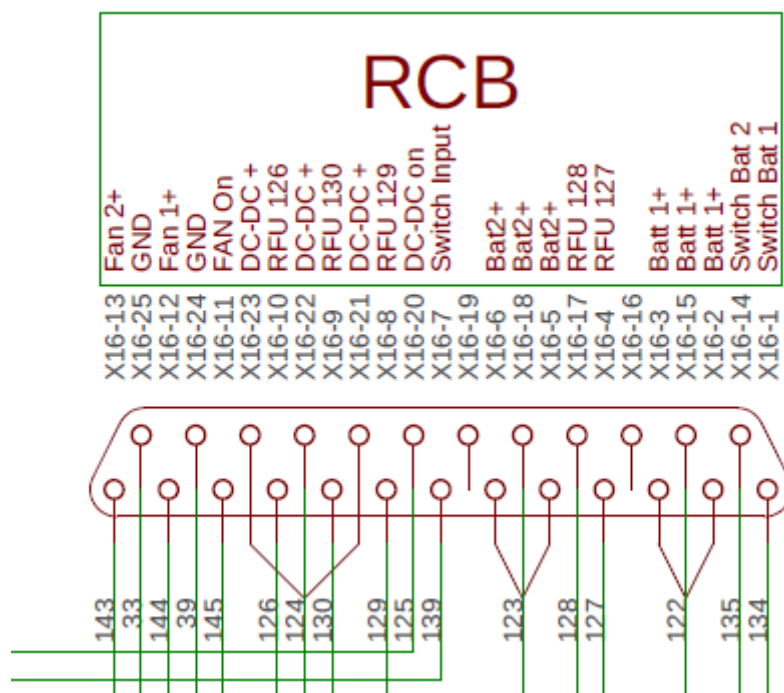 RCB
Fan 2+
GND
Fan 1+
GND
FAN On
DC-DC +
RFU 126
DC-DC +
RFU 130
DC-DC +
RFU 129
DC-DC on
Switch Input
Bat2+
Bat2+
Bat2+
RFU 128
RFU 127
Batt 1+
Batt 1+
Batt 1+
Switch Bat 2
Switch Bat 1
X16-13
X16-25
X16-12
X16-24
X16-11
X16-23
X16-10
X16-22
X16-9
X16-21
X16-8
X16-20
X16-7
X16-19
X16-6
X16-18
X16-5
X16-17
X16-4
X16-16
X16-3
X16-15
X16-2
X16-14
X16-1
143
33
144
39
145
126
124
130
129
125
139
123
128
127
122
135
134